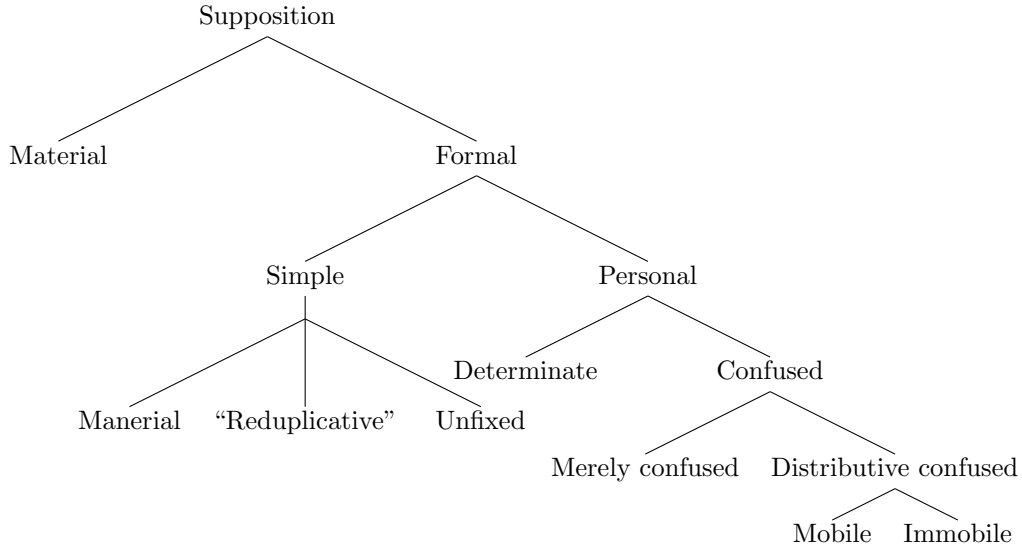 Supposition
Material
Formal
Simple
Personal
Determinate
Confused
Manerial
“Reduplicative”
Unfixed
Merely confused
Distributive confused
Mobile
Immobile